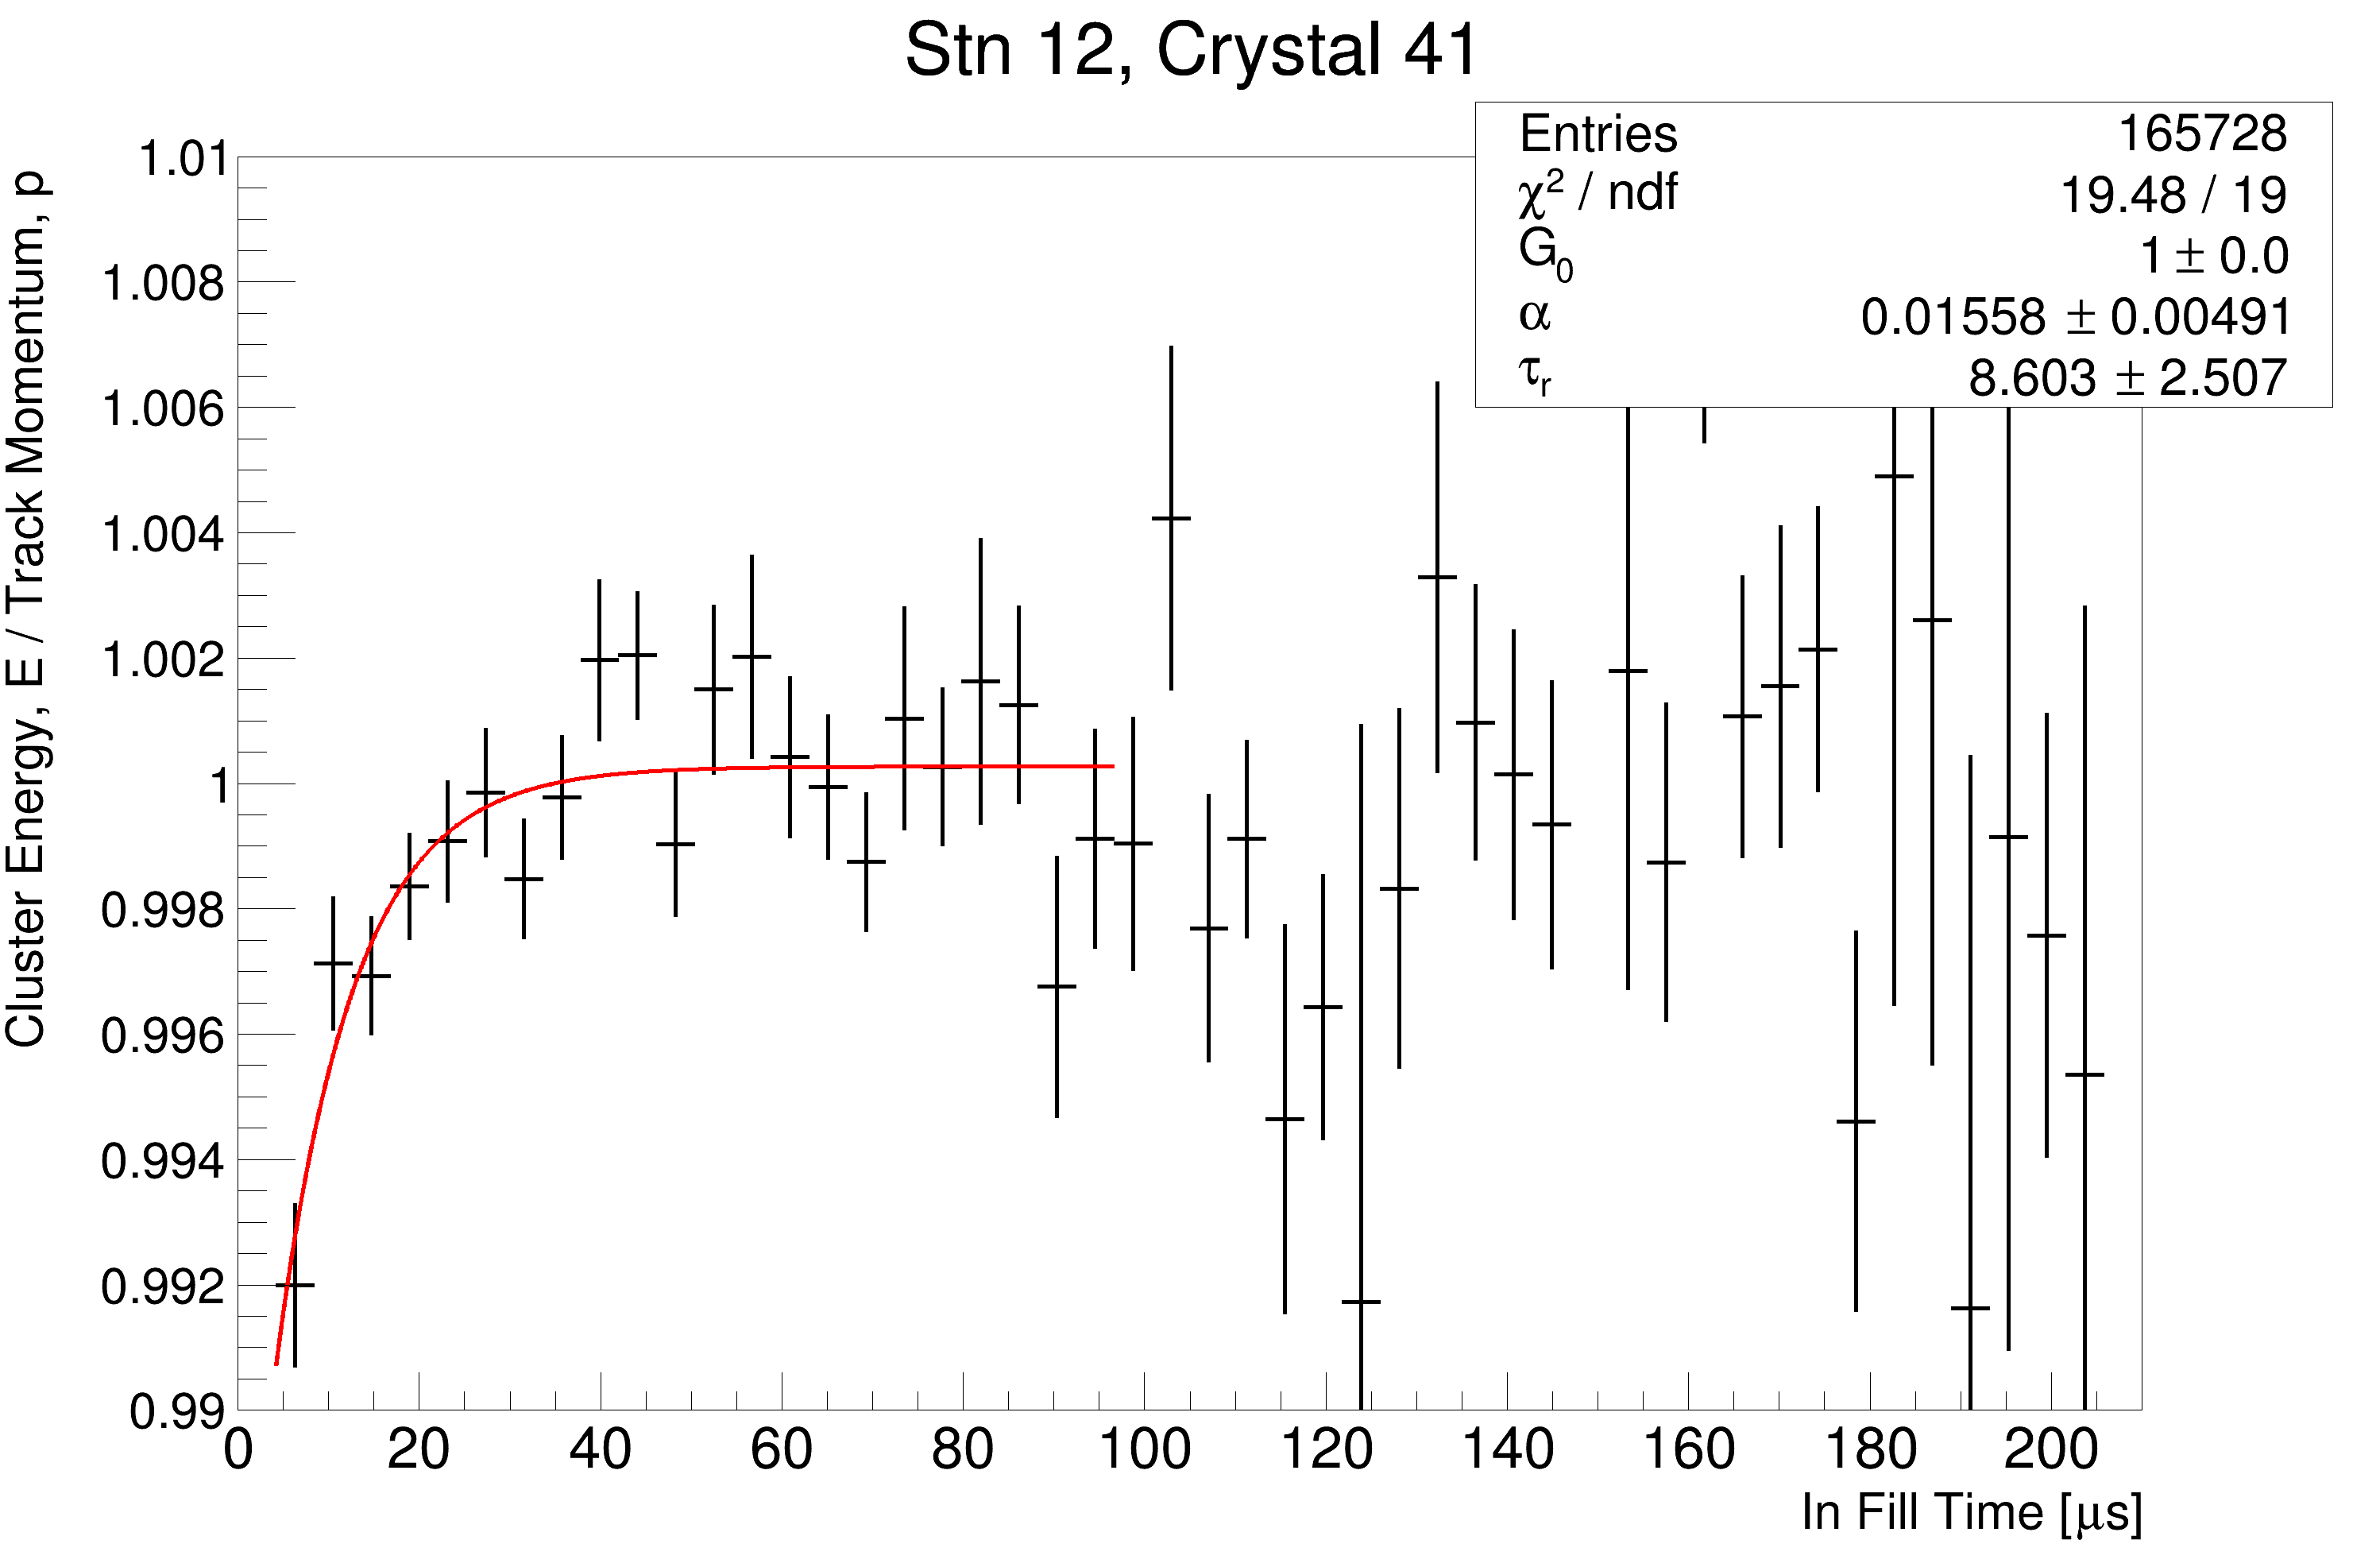 Stn 12, Crystal 41
Entries 165728
χ² / ndf 19.48 / 19
G₀ 1 ± 0.0
α 0.01558 ± 0.00491
τᵣ 8.603 ± 2.507
Cluster Energy, E / Track Momentum, p
1.01
1.008
1.006
1.004
1.002
1
0.998
0.996
0.994
0.992
0.99
0 20 40 60 80 100 120 140 160 180 200
In Fill Time [μs]